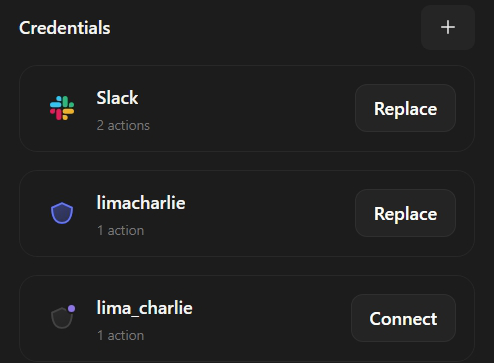 Credentials
Slack
2 actions
Replace
limacharlie
1 action
Replace
lima_charlie
1 action
Connect